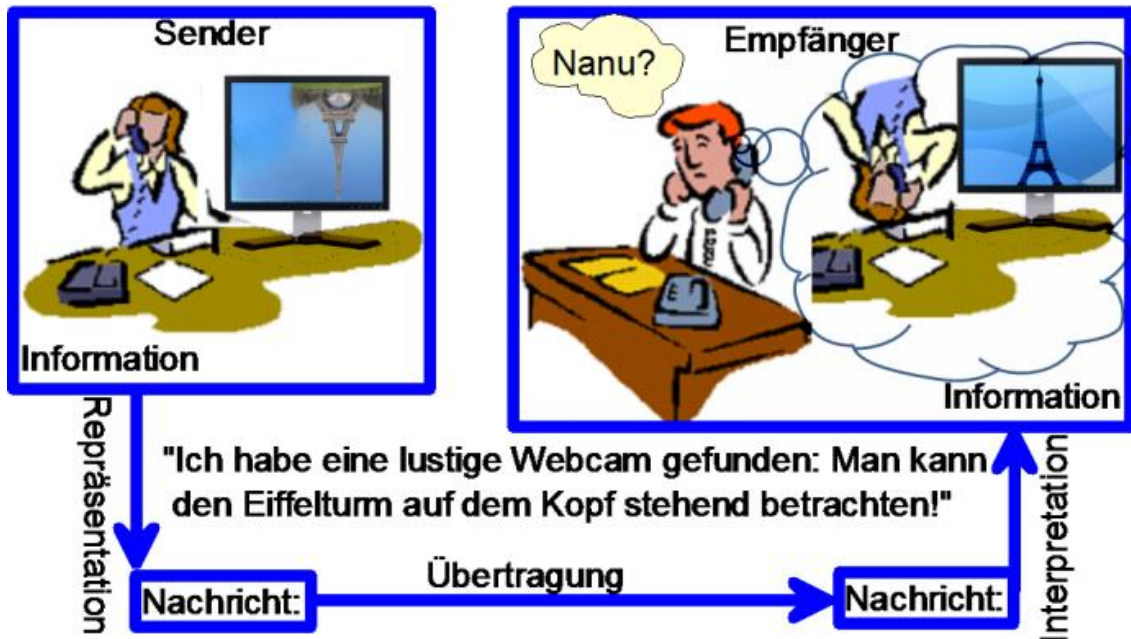 Sender
Information
Nanu?
Empfänger
Information
Repräsentation
"Ich habe eine lustige Webcam gefunden: Man kann
den Eiffelturm auf dem Kopf stehend betrachten!"
Interpretation
Nachricht:
Übertragung
Nachricht: